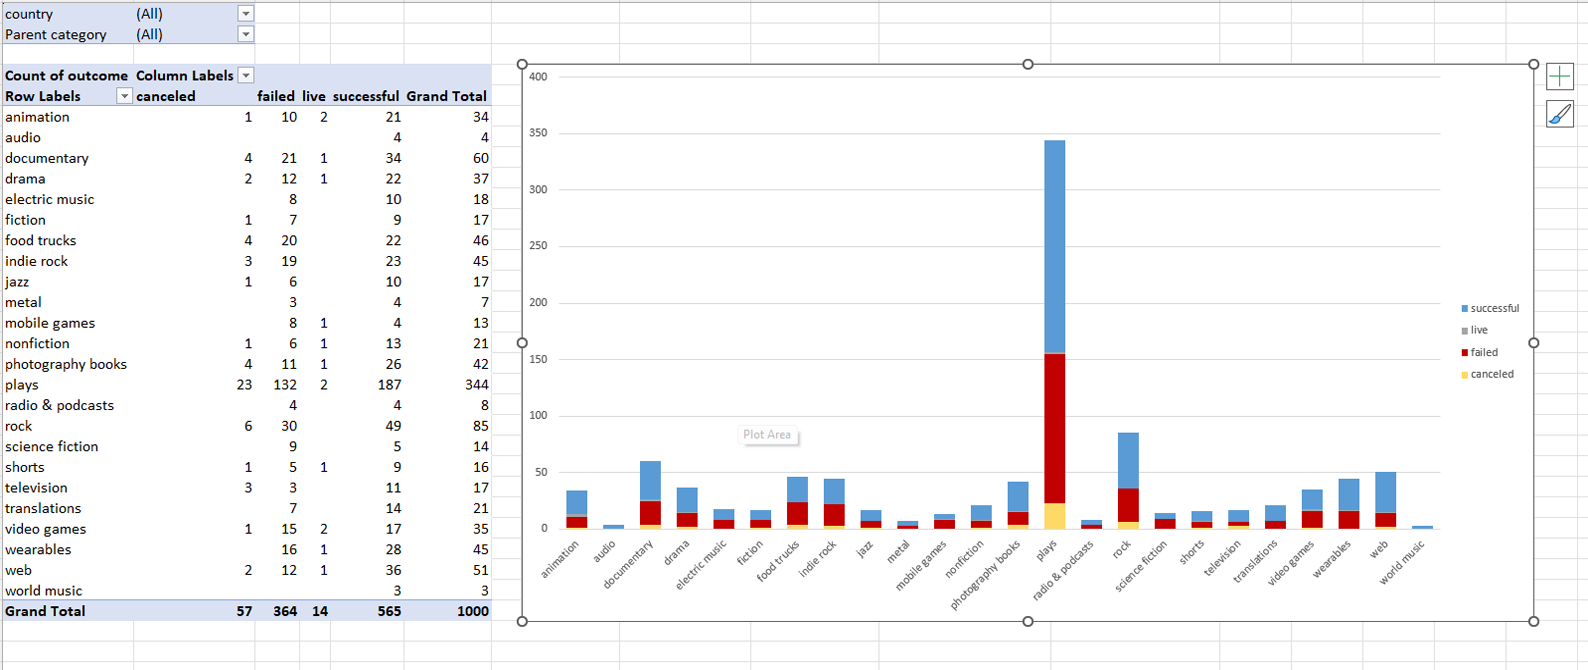 country (All)
Parent category (All)
Count of outcome Column Labels
Row Labels canceled failed live successful Grand Total
animation 1 10 2 21 34
audio 4 4
documentary 4 21 1 34 60
drama 2 12 1 22 37
electric music 8 10 18
fiction 1 7 9 17
food trucks 4 20 22 46
indie rock 3 19 23 45
jazz 1 6 10 17
metal 3 4 7
mobile games 8 1 4 13
nonfiction 1 6 1 13 21
photography books 4 11 1 26 42
plays 23 132 2 187 344
radio & podcasts 4 4 8
rock 6 30 49 85
science fiction 9 5 14
shorts 1 5 1 9 16
television 3 3 11 17
translations 7 14 21
video games 1 15 2 17 35
wearables 16 1 28 45
web 2 12 1 36 51
world music 3 3
Grand Total 57 364 14 565 1000
400
350
300
250
200
150
100
50
0
Plot Area
animation
audio
documentary
drama
electric music
fiction
food trucks
indie rock
jazz
metal
mobile games
nonfiction
photography books
plays
radio & podcasts
rock
science fiction
shorts
television
translations
video games
wearables
web
world music
successful
live
failed
canceled